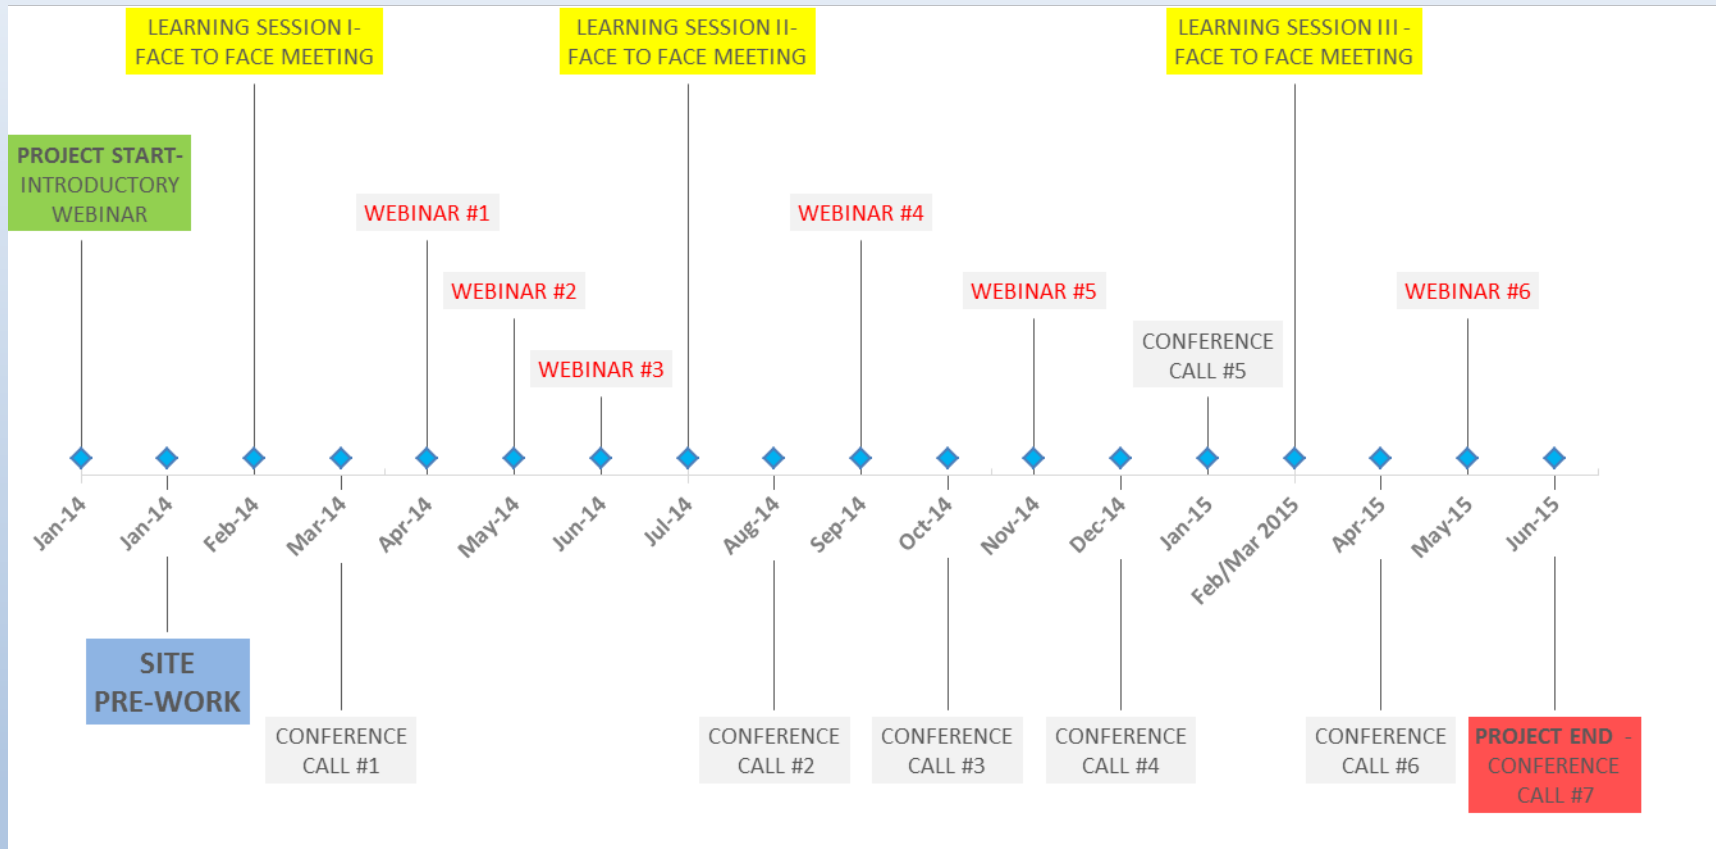 LEARNING SESSION I-
FACE TO FACE MEETING
LEARNING SESSION II-
FACE TO FACE MEETING
LEARNING SESSION III -
FACE TO FACE MEETING
PROJECT START-
INTRODUCTORY
WEBINAR
WEBINAR #1
WEBINAR #4
WEBINAR #2
WEBINAR #5
WEBINAR #6
CONFERENCE
CALL #5
WEBINAR #3
Jan-14
Jan-14
Feb-14
Mar-14
Apr-14
May-14
Jun-14
Jul-14
Aug-14
Sep-14
Oct-14
Nov-14
Dec-14
Jan-15
Feb/Mar 2015
Apr-15
May-15
Jun-15
SITE
PRE-WORK
CONFERENCE
CALL #1
CONFERENCE
CALL #2
CONFERENCE
CALL #3
CONFERENCE
CALL #4
CONFERENCE
CALL #6
PROJECT END -
CONFERENCE
CALL #7